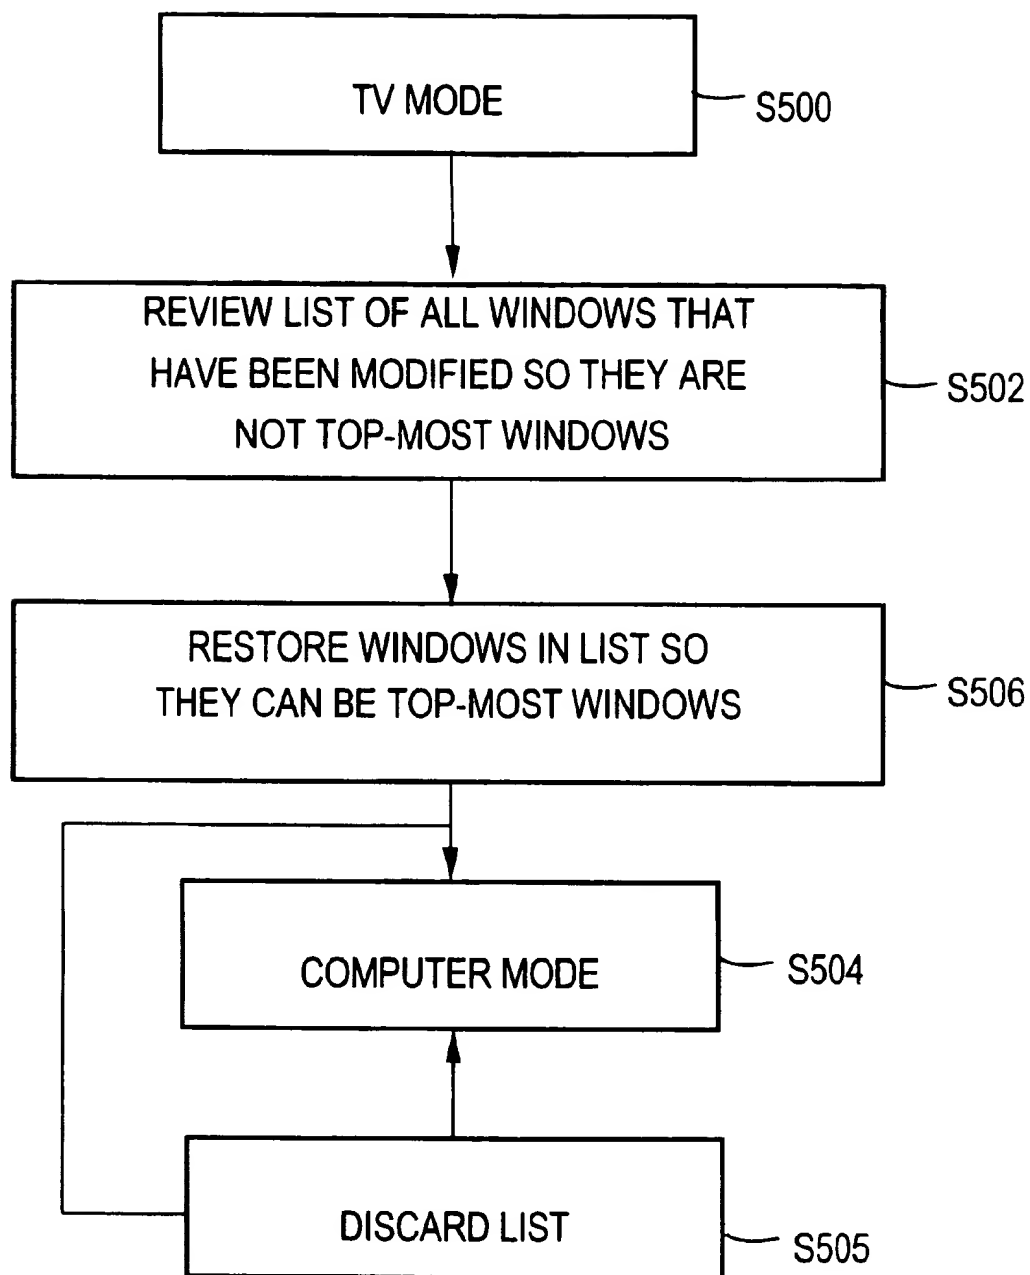 TV MODE
S500
REVIEW LIST OF ALL WINDOWS THAT
HAVE BEEN MODIFIED SO THEY ARE
NOT TOP-MOST WINDOWS
S502
RESTORE WINDOWS IN LIST SO
THEY CAN BE TOP-MOST WINDOWS
S506
COMPUTER MODE
S504
DISCARD LIST
S505